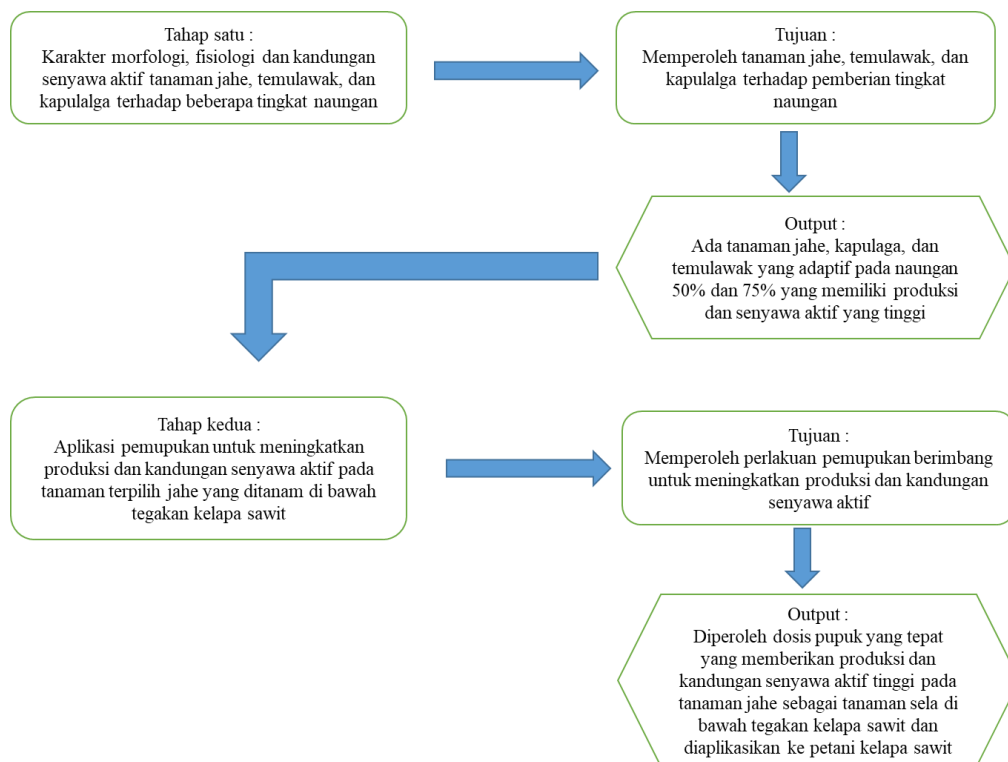 Tahap satu :
Karakter morfologi, fisiologi dan kandungan
senyawa aktif tanaman jahe, temulawak, dan
kapulalga terhadap beberapa tingkat naungan
Tujuan :
Memperoleh tanaman jahe, temulawak, dan
kapulalga terhadap pemberian tingkat
naungan
Output :
Ada tanaman jahe, kapulaga, dan
temulawak yang adaptif pada naungan
50% dan 75% yang memiliki produksi
dan senyawa aktif yang tinggi
Tahap kedua :
Aplikasi pemupukan untuk meningkatkan
produksi dan kandungan senyawa aktif pada
tanaman terpilih jahe yang ditanam di bawah
tegakan kelapa sawit
Tujuan :
Memperoleh perlakuan pemupukan berimbang
untuk meningkatkan produksi dan kandungan
senyawa aktif
Output :
Diperoleh dosis pupuk yang tepat
yang memberikan produksi dan
kandungan senyawa aktif tinggi pada
tanaman jahe sebagai tanaman sela di
bawah tegakan kelapa sawit dan
diaplikasikan ke petani kelapa sawit